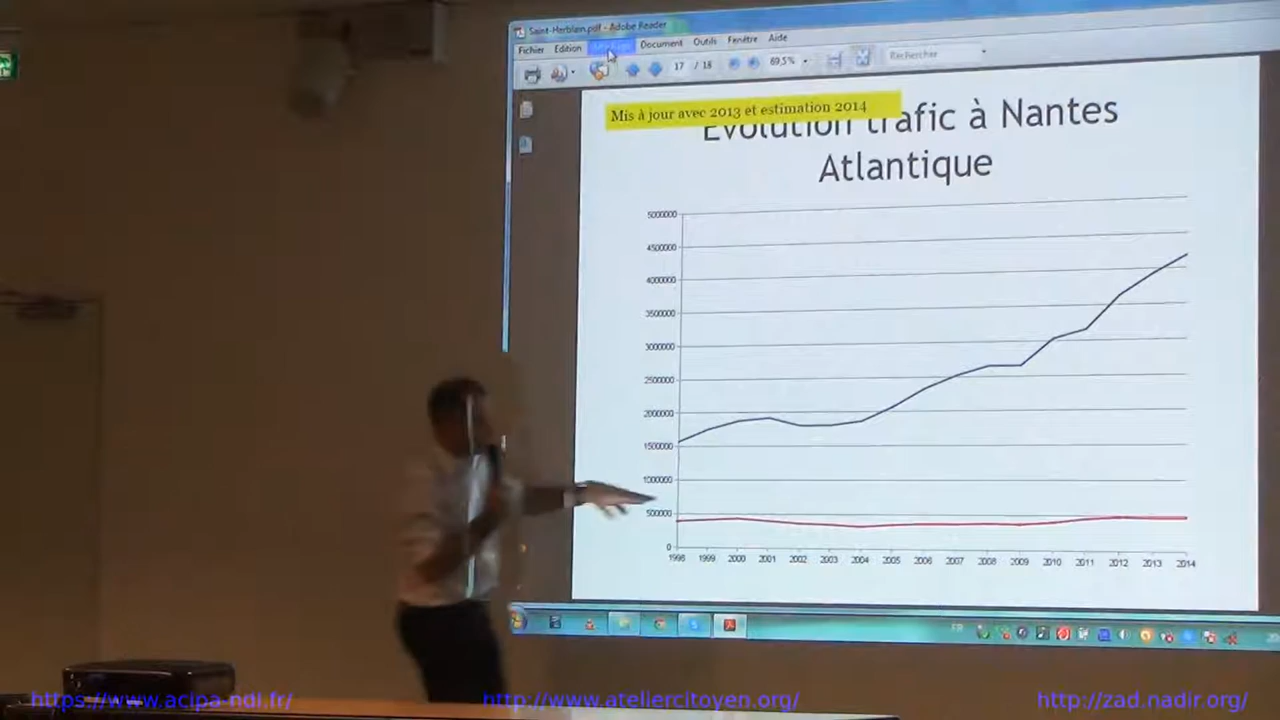 Saint-Herblain.pdf - Adobe Reader
Fichier Edition Document Outils Fenêtre Aide
17 / 18 89,5% Rechercher
Mis à jour avec 2013 et estimation 2014
Evolution trafic à Nantes
Atlantique
5000000
4500000
4000000
3500000
3000000
2500000
2000000
1500000
1000000
500000
0
1998 1999 2000 2001 2002 2003 2004 2005 2006 2007 2008 2009 2010 2011 2012 2013 2014
FR
https://www.acipa-ndl.fr/ http://www.ateliercitoyen.org/ http://zad.nadir.org/